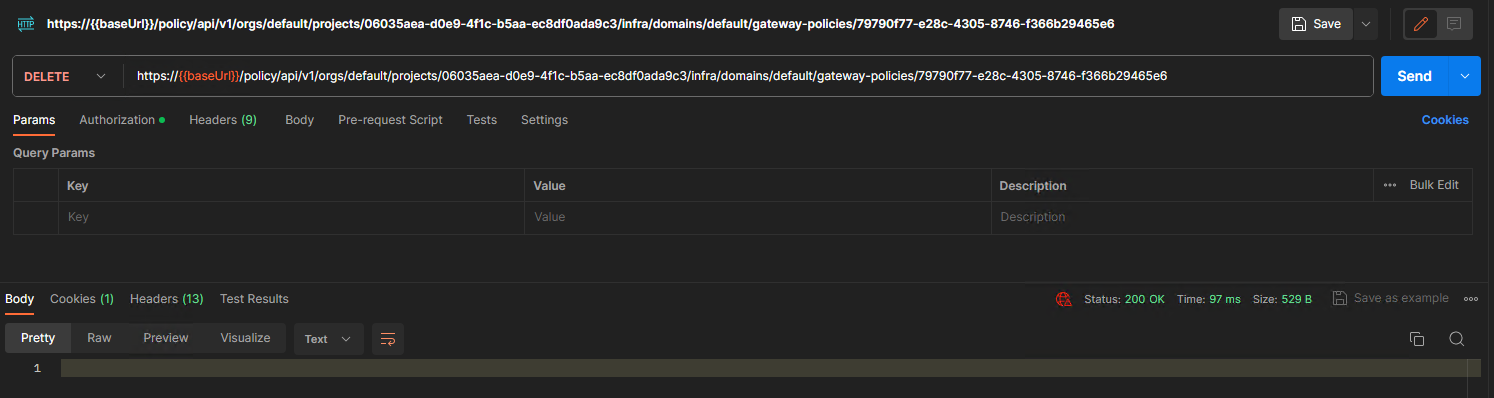 HTTP https://{{baseUrl}}/policy/api/v1/orgs/default/projects/06035aea-d0e9-4f1c-b5aa-ec8df0ada9c3/infra/domains/default/gateway-policies/79790f77-e28c-4305-8746-f366b29465e6 Save
DELETE https://{{baseUrl}}/policy/api/v1/orgs/default/projects/06035aea-d0e9-4f1c-b5aa-ec8df0ada9c3/infra/domains/default/gateway-policies/79790f77-e28c-4305-8746-f366b29465e6 Send
Params Authorization Headers (9) Body Pre-request Script Tests Settings Cookies
Query Params
Key Value Description ••• Bulk Edit
Key Value Description
Body Cookies (1) Headers (13) Test Results Status: 200 OK Time: 97 ms Size: 529 B Save as example
Pretty Raw Preview Visualize Text
1